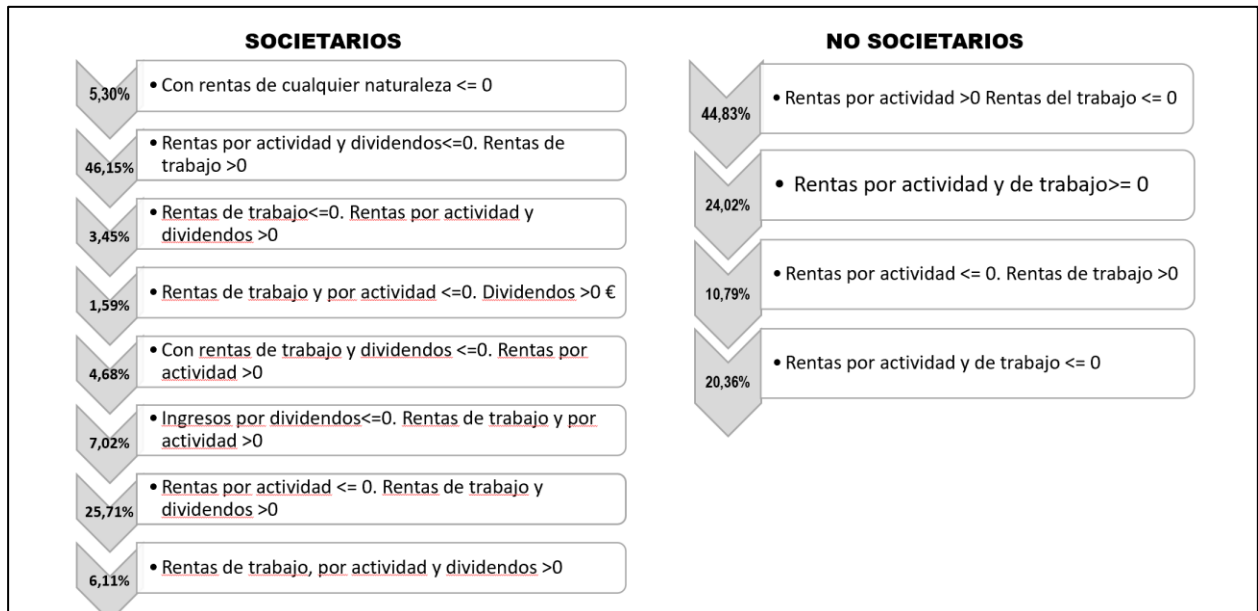 SOCIETARIOS
5,30%
• Con rentas de cualquier naturaleza <= 0
46,15%
• Rentas por actividad y dividendos<=0. Rentas de
trabajo >0
3,45%
• Rentas de trabajo<=0. Rentas por actividad y
dividendos >0
1,59%
• Rentas de trabajo y por actividad <=0. Dividendos >0 €
4,68%
• Con rentas de trabajo y dividendos <=0. Rentas por
actividad >0
7,02%
• Ingresos por dividendos<=0. Rentas de trabajo y por
actividad >0
25,71%
• Rentas por actividad <= 0. Rentas de trabajo y
dividendos >0
6,11%
• Rentas de trabajo, por actividad y dividendos >0
NO SOCIETARIOS
44,83%
• Rentas por actividad >0 Rentas del trabajo <= 0
24,02%
• Rentas por actividad y de trabajo>= 0
10,79%
• Rentas por actividad <= 0. Rentas de trabajo >0
20,36%
• Rentas por actividad y de trabajo <= 0